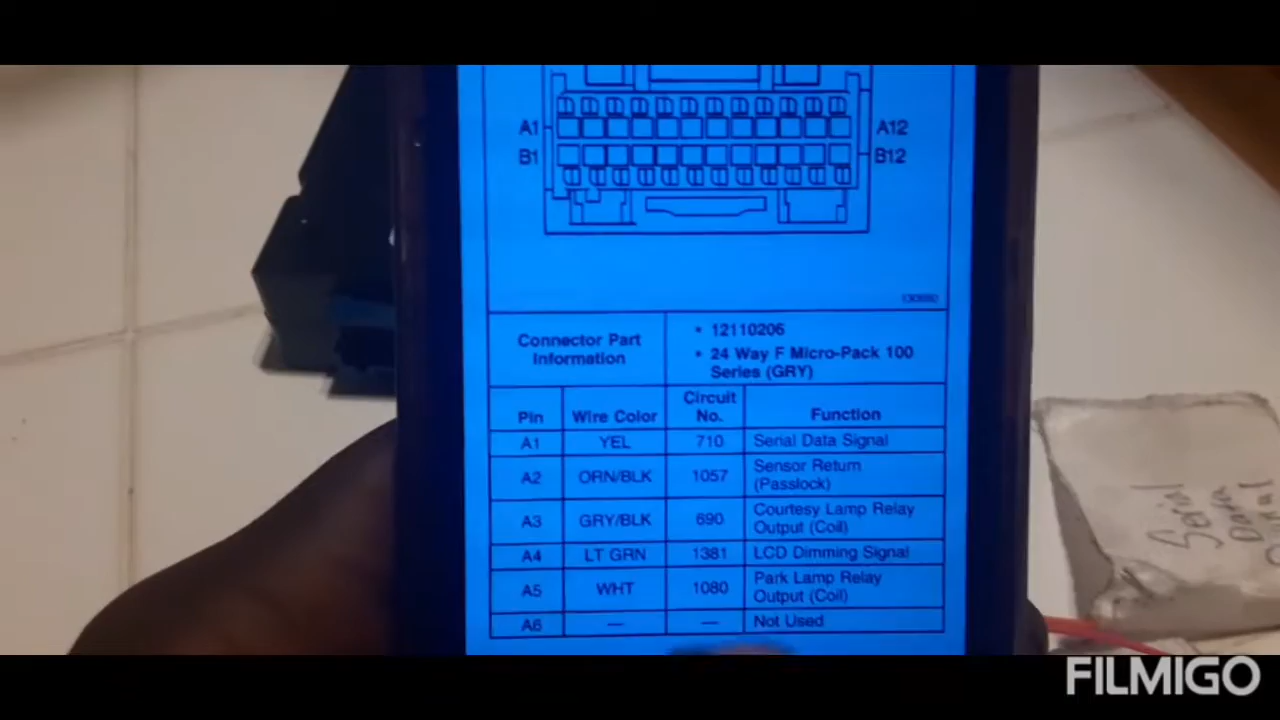 A1 A12
B1 B12
Connector Part
Information
• 12110206
• 24 Way F Micro-Pack 100
Series (GRY)
Pin Wire Color Circuit No. Function
A1 YEL 710 Serial Data Signal
A2 ORN/BLK 1057 Sensor Return
(Passlock)
A3 GRY/BLK 690 Courtesy Lamp Relay
Output (Coil)
A4 LT GRN 1381 LCD Dimming Signal
A5 WHT 1080 Park Lamp Relay
Output (Coil)
A6 — — Not Used
Serial
Data
FILMIGO